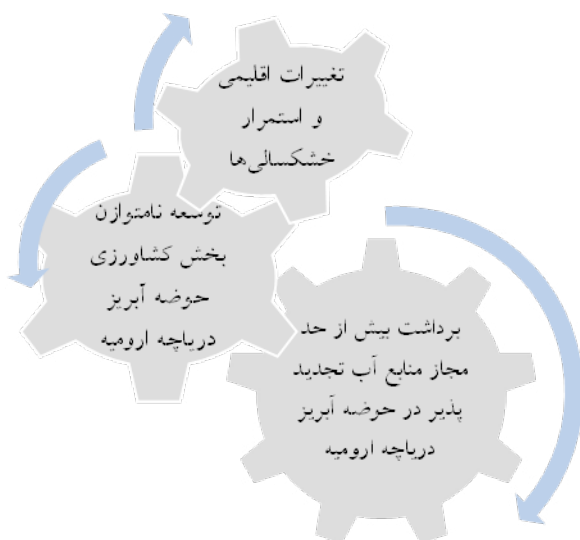 تغییرات اقلیمی
و استمرار
خشکسالی‌ها
توسعه نامتوازن
بخش کشاورزی
حوضه آبریز
دریاچه ارومیه
برداشت بیش از حد
مجاز منابع آب تجدید
پذیر در حوضه آبریز
دریاچه ارومیه